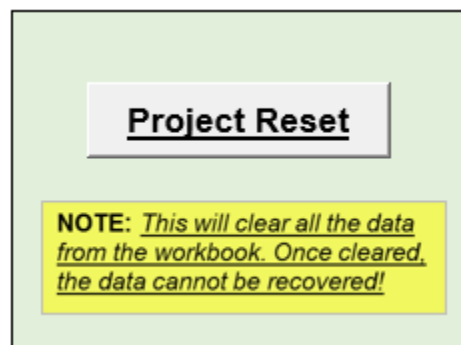 Project Reset
NOTE: This will clear all the data
from the workbook. Once cleared,
the data cannot be recovered!